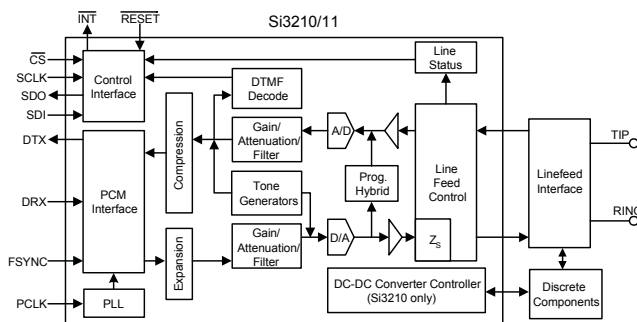 INT
RESET
Si3210/11
CS
SCLK
SDO
SDI
DTX
DRX
FSYNC
PCLK
Control
Interface
PCM
Interface
PLL
Compression
Expansion
DTMF
Decode
Gain/
Attenuation/
Filter
Tone
Generators
Gain/
Attenuation/
Filter
A/D
Prog.
Hybrid
D/A
Line
Status
Line
Feed
Control
ZS
DC-DC Converter Controller
(Si3210 only)
Linefeed
Interface
Discrete
Components
TIP
RING